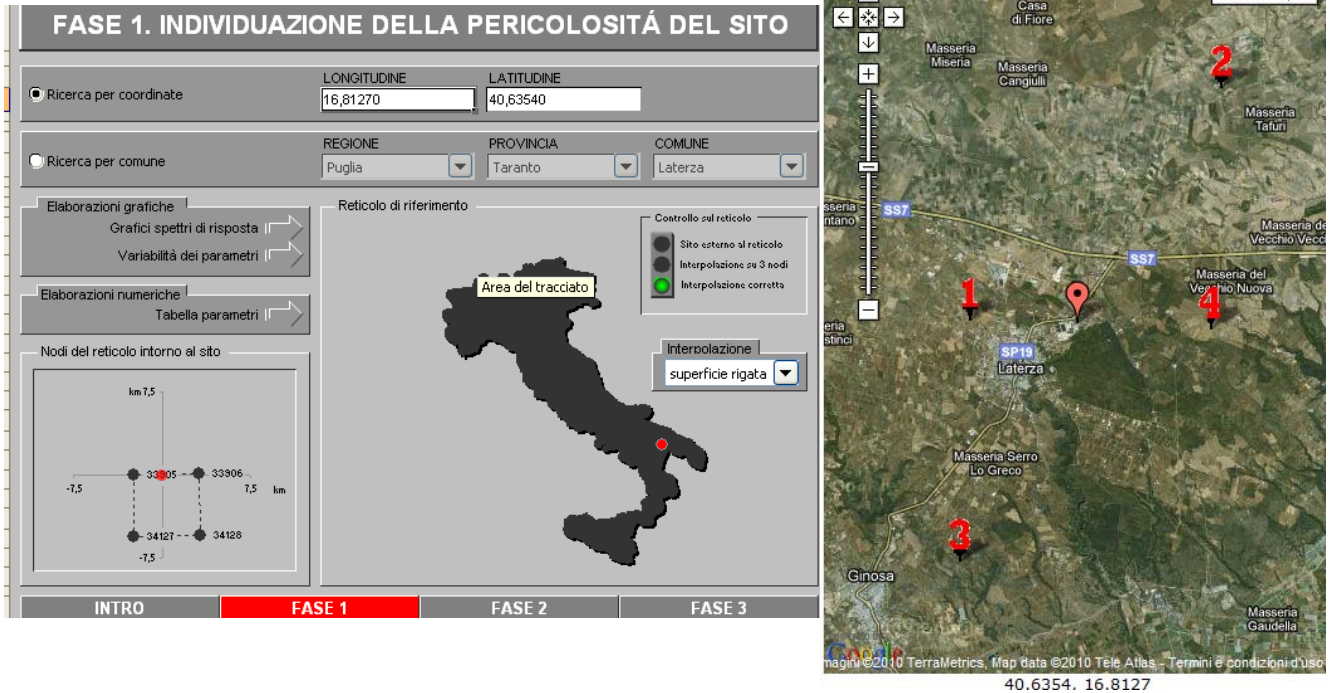 FASE 1. INDIVIDUAZIONE DELLA PERICOLOSITÁ DEL SITO
Ricerca per coordinate
LONGITUDINE
16,81270
LATITUDINE
40,63540
Ricerca per comune
REGIONE
Puglia
PROVINCIA
Taranto
COMUNE
Laterza
Elaborazioni grafiche
Grafici spettri di risposta
Variabilità dei parametri
Elaborazioni numeriche
Tabella parametri
Nodi del reticolo intorno al sito
km 7,5
33905
33906
-7,5
7,5
km
34127
34128
-7,5
Reticolo di riferimento
Area del tracciato
Controllo sul reticolo
Sito esterno al reticolo
Interpolazione su 3 nodi
Interpolazione corretta
Interpolazione
superficie rigata
INTRO
FASE 1
FASE 2
FASE 3
Casa
di Fiore
Masseria
Miseria
Masseria
Cangiulli
2
Masseria
Tafuri
SS7
Masseria de
Vecchio Vecc
SS7
Masseria del
Vecchio Nuova
1
4
SP19
Laterza
Masseria Serro
Lo Greco
3
Ginosa
Masseria
Gaudella
Google
magini ©2010 TerraMetrics, Map data ©2010 Tele Atlas - Termini e condizioni d'uso
40.6354, 16.8127